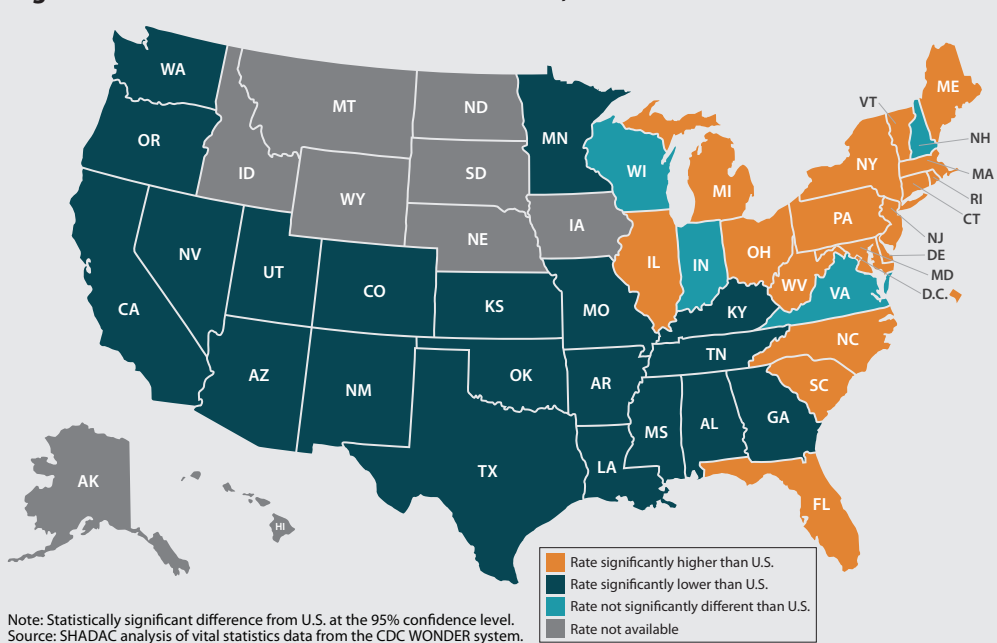 WA
OR
ID
MT
ND
MN
SD
WY
NE
IA
WI
MI
NV
UT
CO
KS
MO
IL
IN
OH
PA
NY
VT
ME
NH
MA
RI
CT
NJ
DE
MD
D.C.
WV
VA
KY
CA
AZ
NM
OK
AR
TN
NC
SC
MS
AL
GA
TX
LA
FL
AK
HI
Rate significantly higher than U.S.
Rate significantly lower than U.S.
Rate not significantly different than U.S.
Rate not available
Note: Statistically significant difference from U.S. at the 95% confidence level.
Source: SHADAC analysis of vital statistics data from the CDC WONDER system.